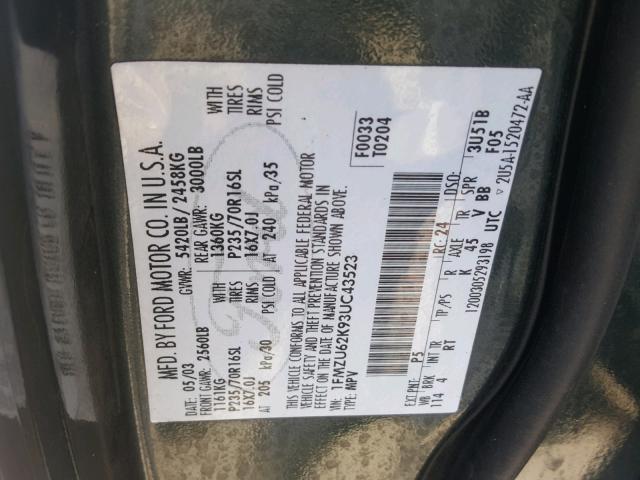 MFD. BY FORD MOTOR CO. IN U.S.A.
DATE: 05/03 GVWR: 5420LB / 2458KG
FRONT GAWR: 2560LB REAR GAWR: 3000LB
1161KG 1360KG WITH
P235/70R16SL P235/70R16SL TIRES
16X7.0J 16X7.0J RIMS
AT 205 kPa/30 PSI COLD AT 240 kPa/35 PSI COLD
THIS VEHICLE CONFORMS TO ALL APPLICABLE FEDERAL MOTOR
VEHICLE SAFETY AND THEFT PREVENTION STANDARDS IN
EFFECT ON THE DATE OF MANUFACTURE SHOWN ABOVE.
VIN: 1FMZU62K93UC43523 F0033
TYPE: MPV T0204
EXT PNT: P5 RC: 24 DSO:
WB BRK INT TR TP/PS R AXLE TR SPR 3U51B
114 4 RT K 45 V BB F05
1200305293198 UTC ▽ 2U5A-1520472-AA
WITH
TIRES
RIMS